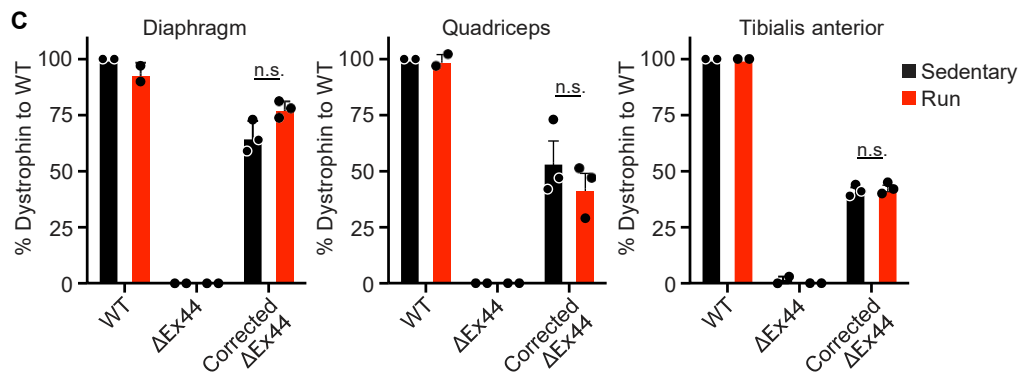 C
Diaphragm
% Dystrophin to WT
100
75
50
25
0
n.s.
WT
ΔEx44
Corrected
ΔEx44
Quadriceps
% Dystrophin to WT
100
75
50
25
0
n.s.
WT
ΔEx44
Corrected
ΔEx44
Tibialis anterior
% Dystrophin to WT
100
75
50
25
0
n.s.
WT
ΔEx44
Corrected
ΔEx44
Sedentary
Run